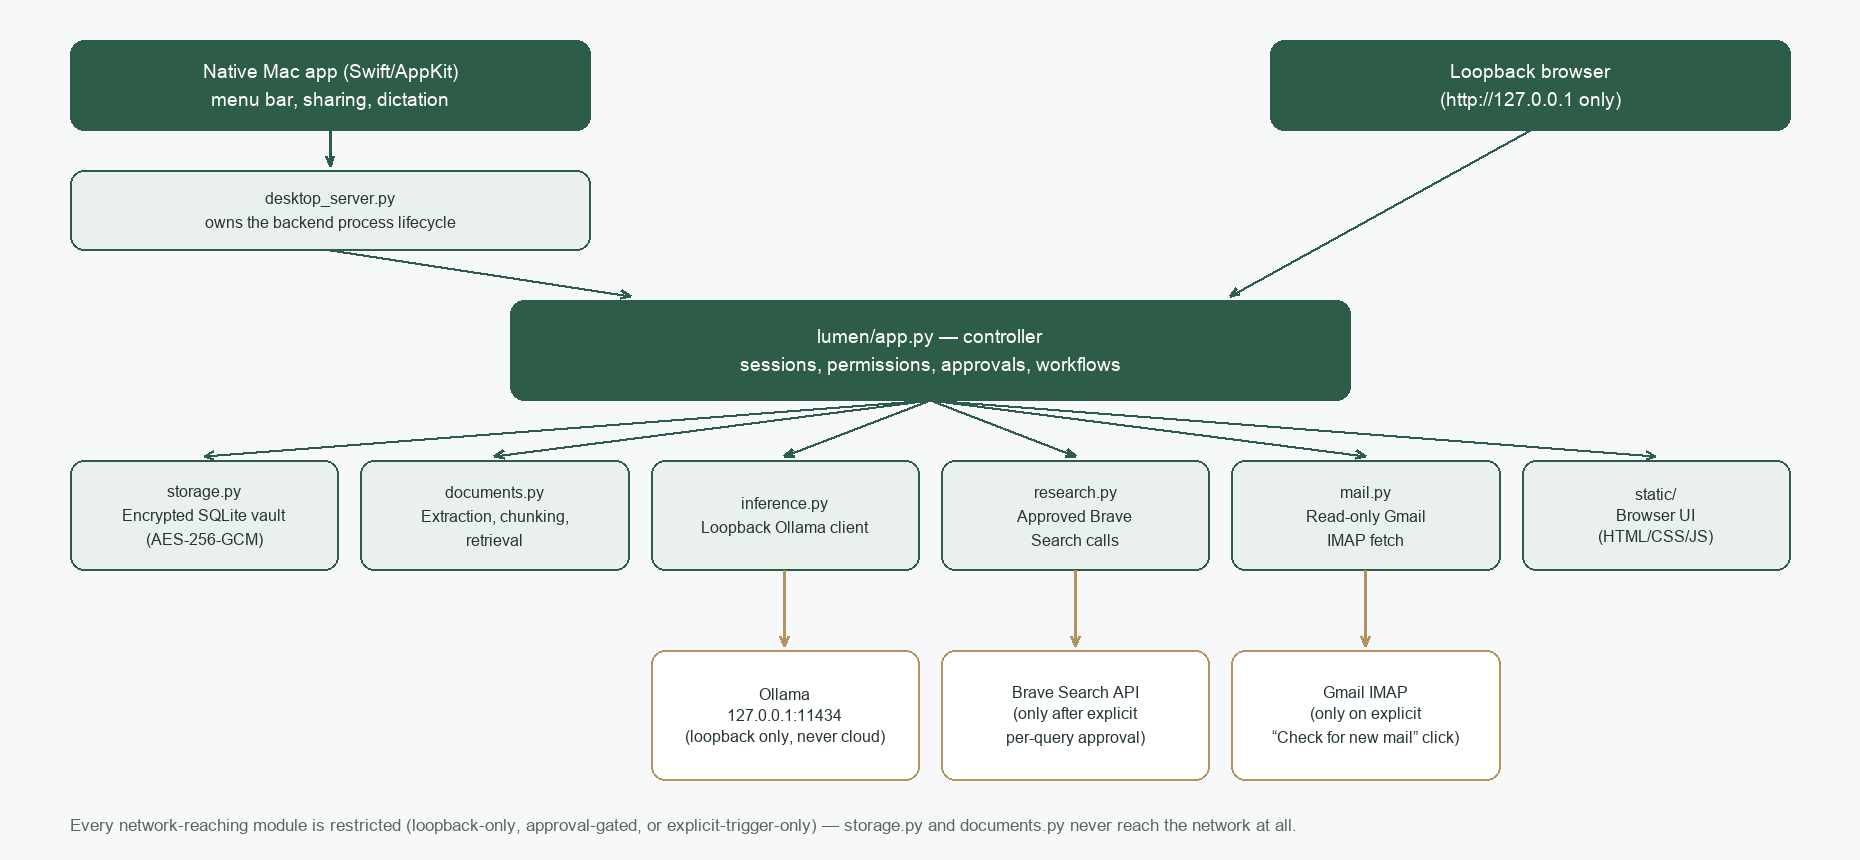 Native Mac app (Swift/AppKit)
menu bar, sharing, dictation
Loopback browser
(http://127.0.0.1 only)
desktop_server.py
owns the backend process lifecycle
lumen/app.py — controller
sessions, permissions, approvals, workflows
storage.py
Encrypted SQLite vault
(AES-256-GCM)
documents.py
Extraction, chunking,
retrieval
inference.py
Loopback Ollama client
research.py
Approved Brave
Search calls
mail.py
Read-only Gmail
IMAP fetch
static/
Browser UI
(HTML/CSS/JS)
Ollama
127.0.0.1:11434
(loopback only, never cloud)
Brave Search API
(only after explicit
per-query approval)
Gmail IMAP
(only on explicit
“Check for new mail” click)
Every network-reaching module is restricted (loopback-only, approval-gated, or explicit-trigger-only) — storage.py and documents.py never reach the network at all.